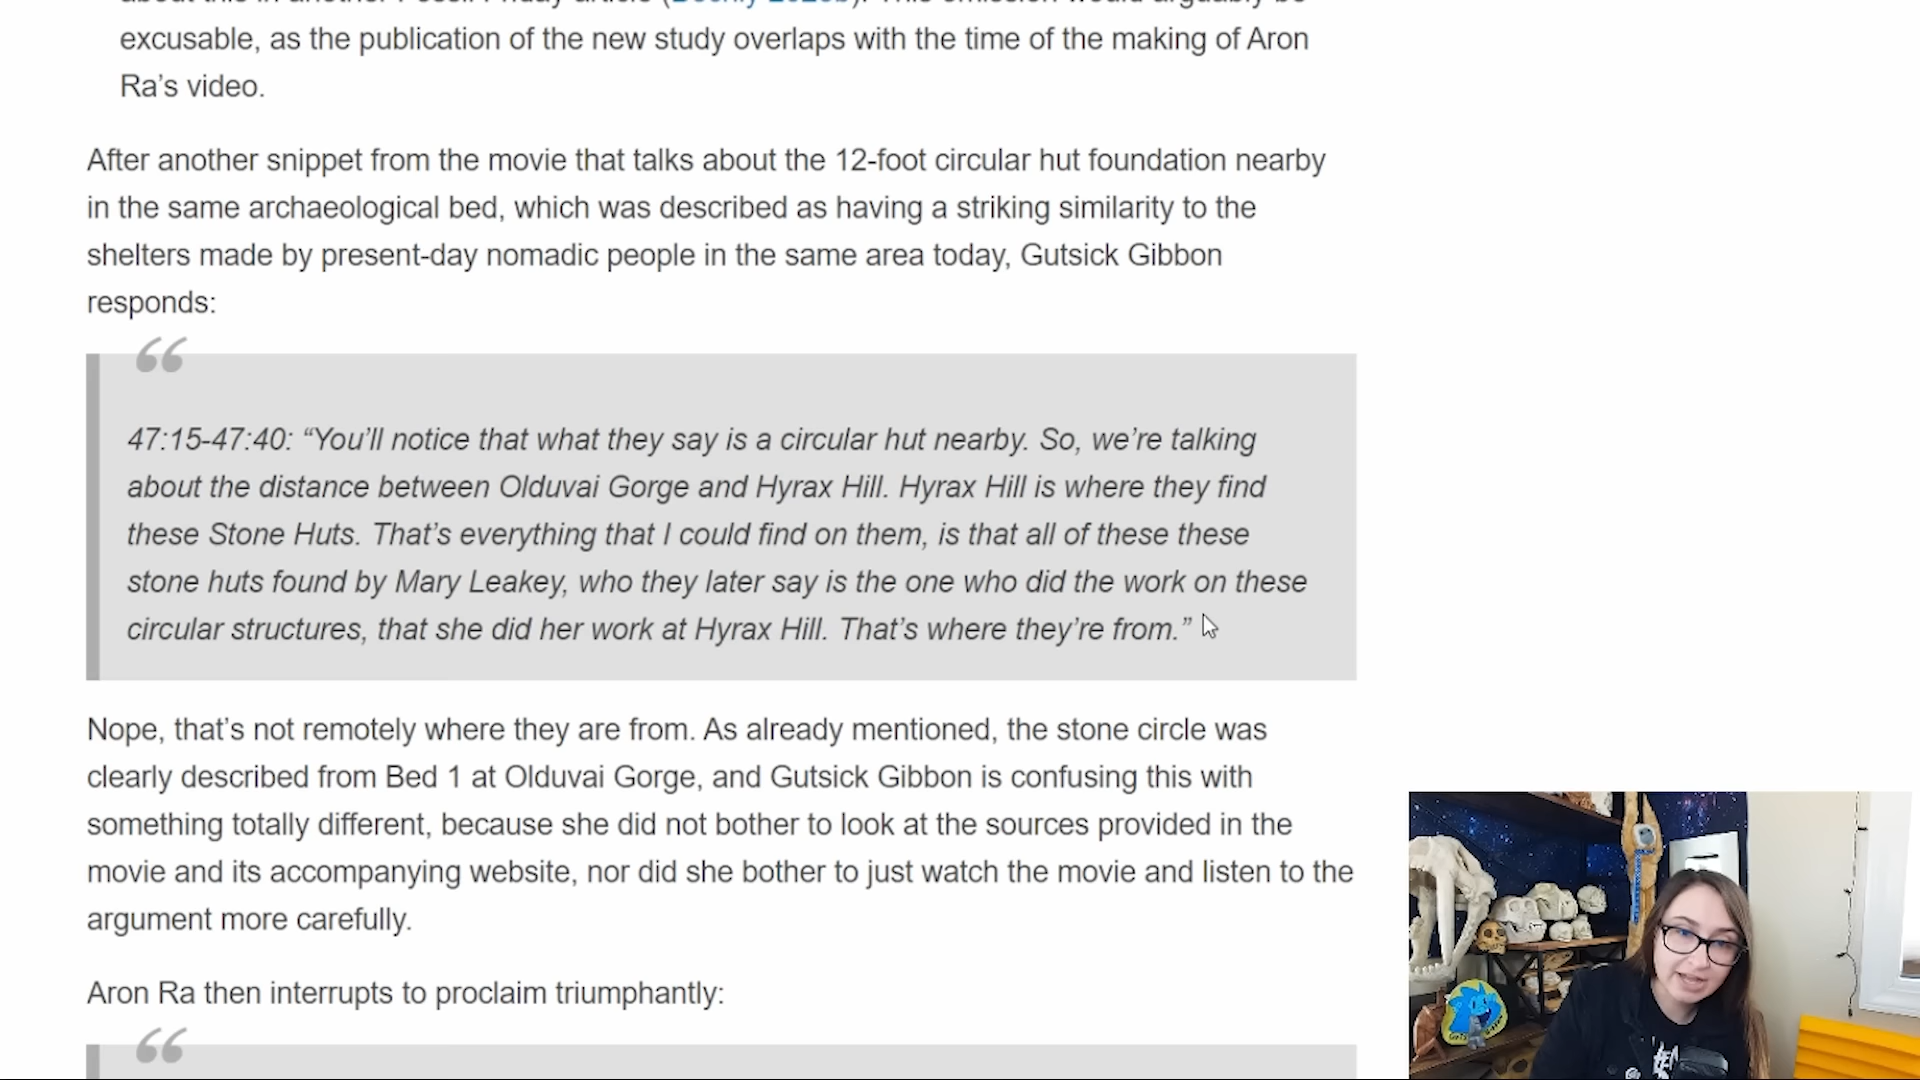 excusable, as the publication of the new study overlaps with the time of the making of Aron
Ra’s video.
After another snippet from the movie that talks about the 12-foot circular hut foundation nearby
in the same archaeological bed, which was described as having a striking similarity to the
shelters made by present-day nomadic people in the same area today, Gutsick Gibbon
responds:
“
47:15-47:40: “You’ll notice that what they say is a circular hut nearby. So, we’re talking
about the distance between Olduvai Gorge and Hyrax Hill. Hyrax Hill is where they find
these Stone Huts. That’s everything that I could find on them, is that all of these these
stone huts found by Mary Leakey, who they later say is the one who did the work on these
circular structures, that she did her work at Hyrax Hill. That’s where they’re from.”
Nope, that’s not remotely where they are from. As already mentioned, the stone circle was
clearly described from Bed 1 at Olduvai Gorge, and Gutsick Gibbon is confusing this with
something totally different, because she did not bother to look at the sources provided in the
movie and its accompanying website, nor did she bother to just watch the movie and listen to the
argument more carefully.
Aron Ra then interrupts to proclaim triumphantly:
“